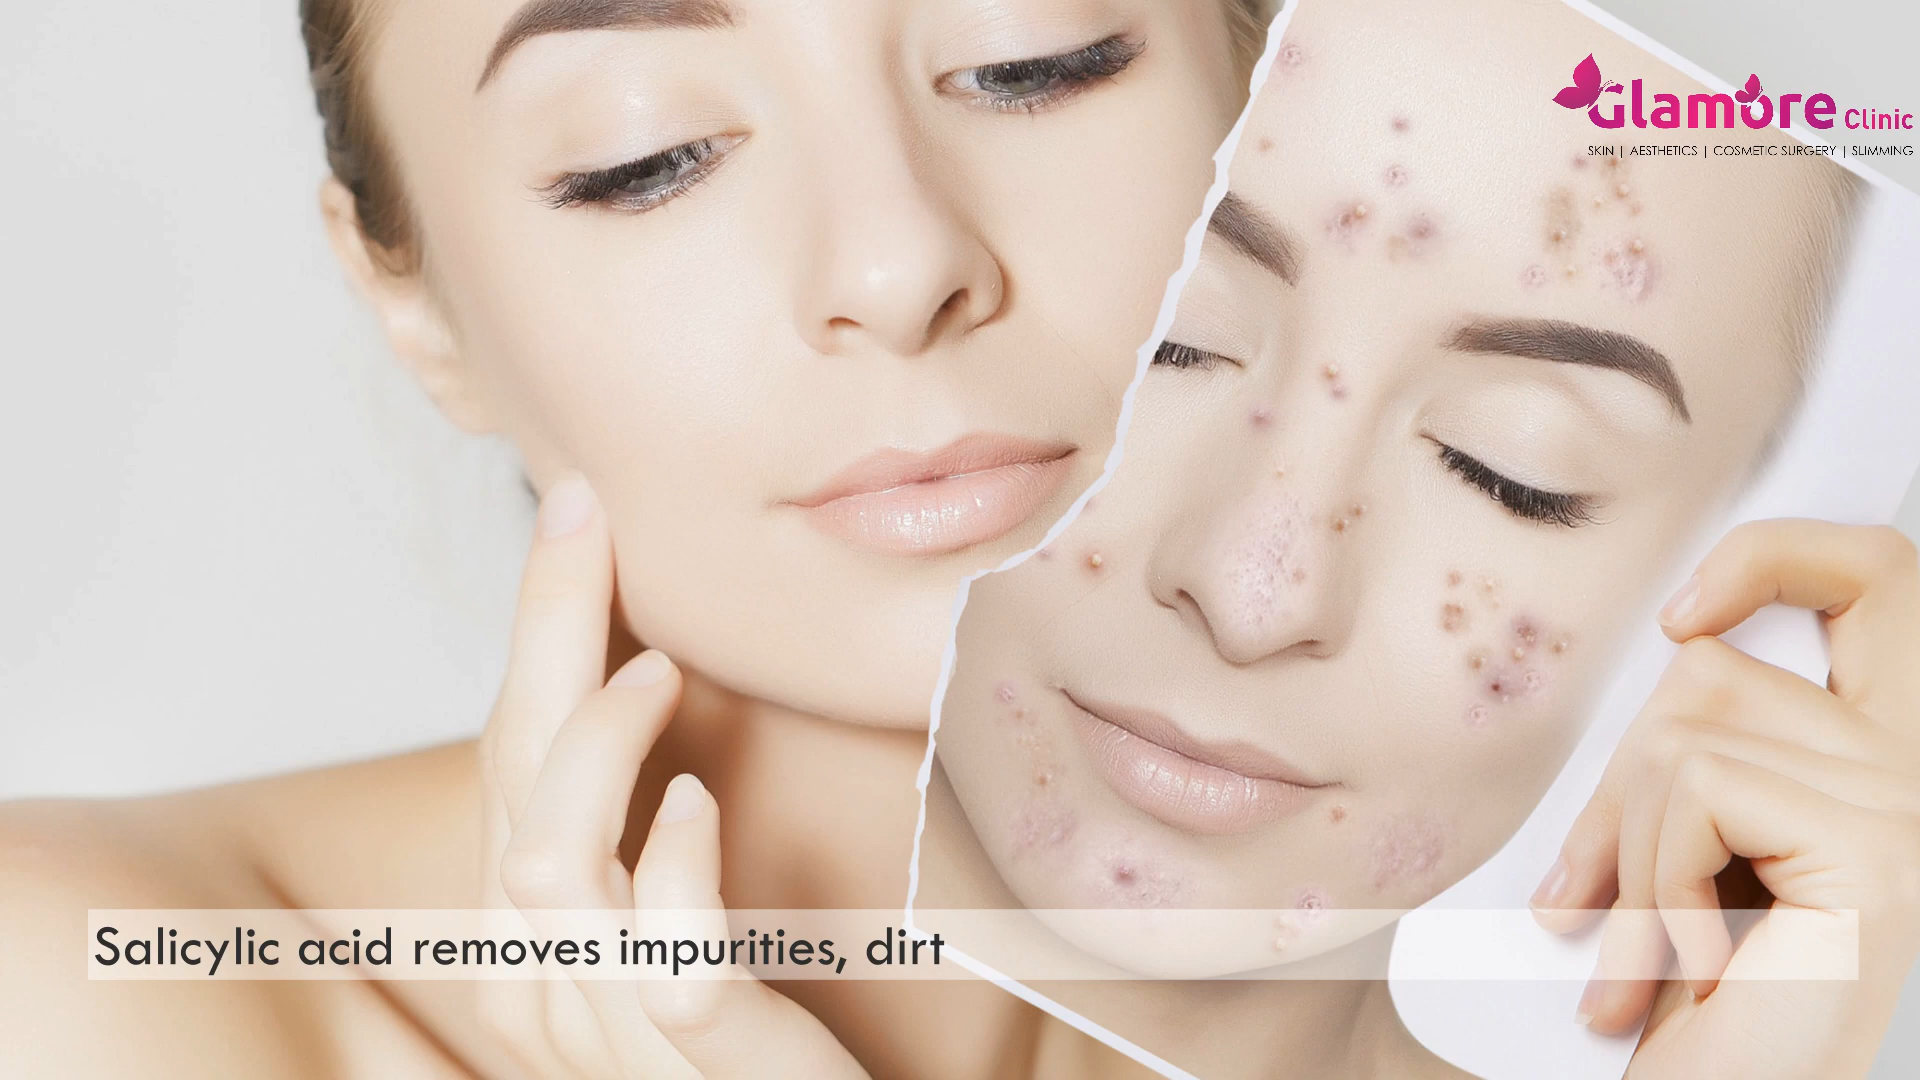 Glamore Clinic
SKIN | AESTHETICS | COSMETIC SURGERY | SLIMMING
Salicylic acid removes impurities, dirt